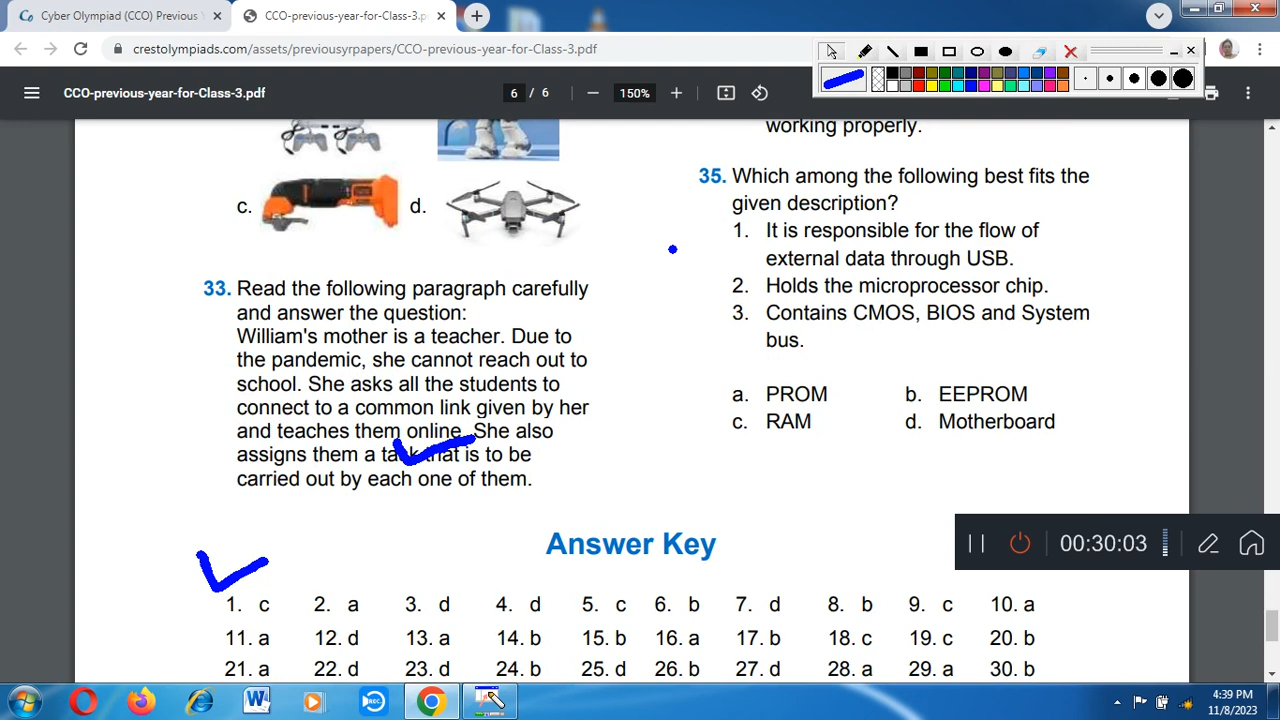 Cyber Olympiad (CCO) Previous Y
CCO-previous-year-for-Class-3.p
crestolympiads.com/assets/previousyrpapers/CCO-previous-year-for-Class-3.pdf
CCO-previous-year-for-Class-3.pdf
6 / 6
150%
c.
d.
33. Read the following paragraph carefully
and answer the question:
William's mother is a teacher. Due to
the pandemic, she cannot reach out to
school. She asks all the students to
connect to a common link given by her
and teaches them online. She also
assigns them a task that is to be
carried out by each one of them.
working properly.
35. Which among the following best fits the
given description?
1. It is responsible for the flow of
external data through USB.
2. Holds the microprocessor chip.
3. Contains CMOS, BIOS and System
bus.
a. PROM b. EEPROM
c. RAM d. Motherboard
00:30:03
Answer Key
1. c 2. a 3. d 4. d 5. c 6. b 7. d 8. b 9. c 10. a
11. a 12. d 13. a 14. b 15. b 16. a 17. b 18. c 19. c 20. b
21. a 22. d 23. d 24. b 25. d 26. b 27. d 28. a 29. a 30. b
REC
4:39 PM
11/8/2023